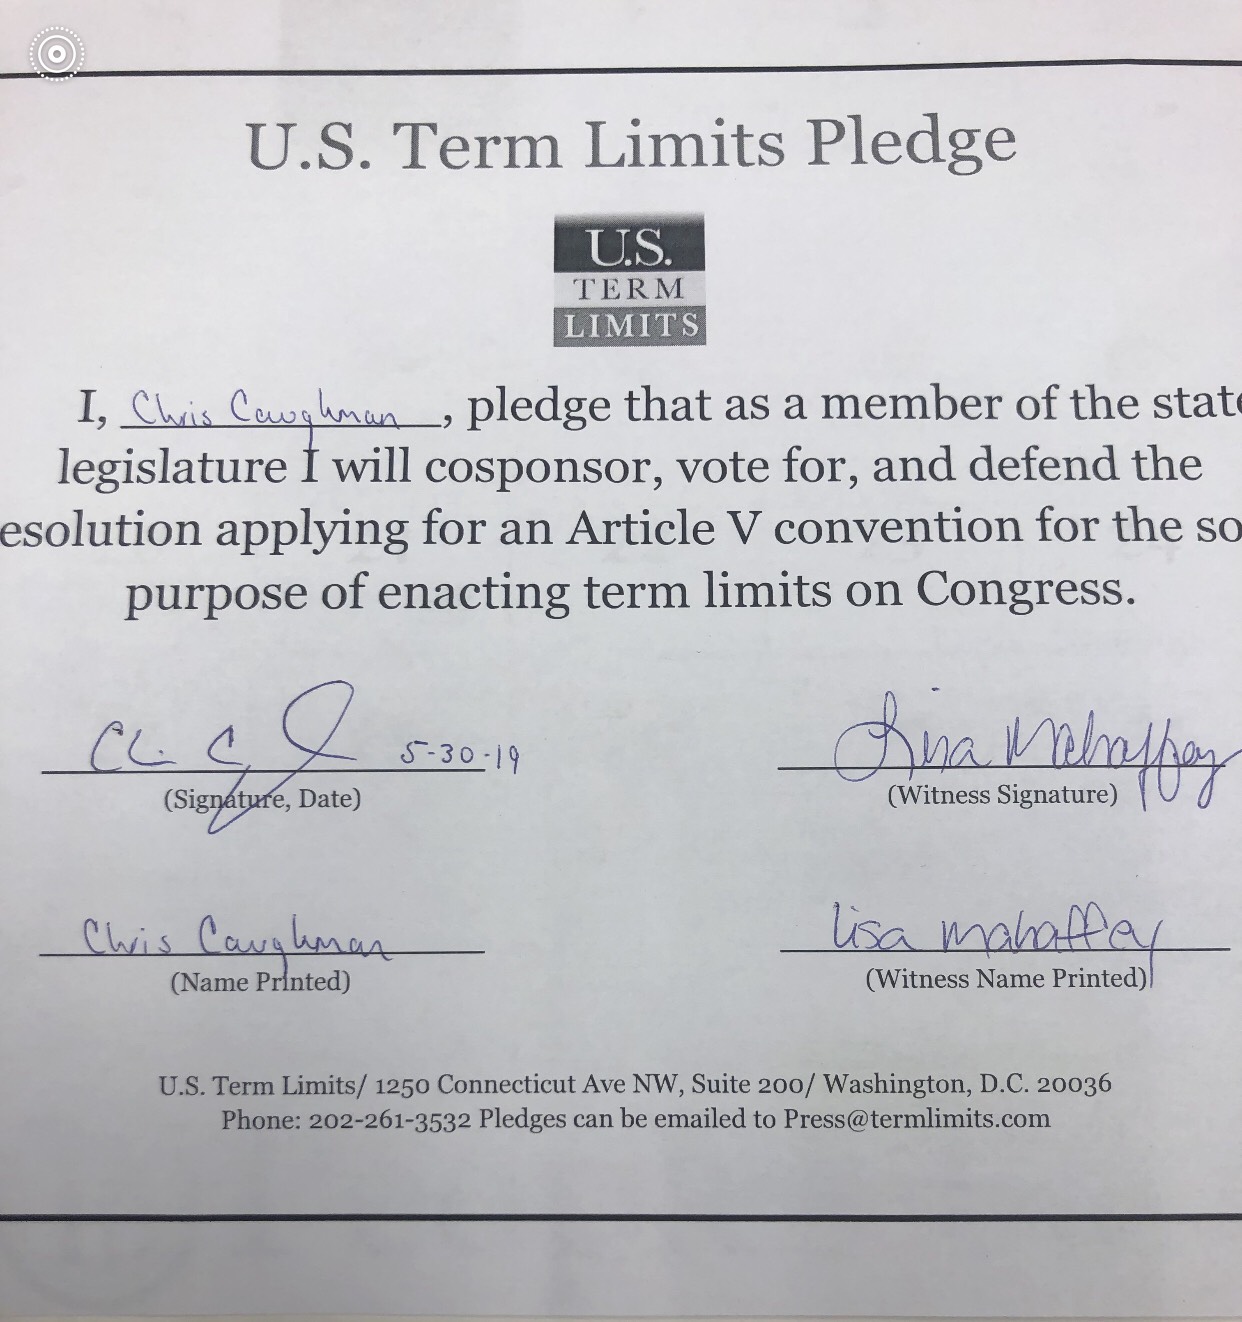 U.S. Term Limits Pledge
U.S.
TERM
LIMITS
I, Chris Caughman, pledge that as a member of the state
legislature I will cosponsor, vote for, and defend the
esolution applying for an Article V convention for the so
purpose of enacting term limits on Congress.
5-30-19 Lisa Mahaffey
(Signature, Date) (Witness Signature)
Chris Caughman lisa mahaffey
(Name Printed) (Witness Name Printed)
U.S. Term Limits/ 1250 Connecticut Ave NW, Suite 200/ Washington, D.C. 20036
Phone: 202-261-3532 Pledges can be emailed to Press@termlimits.com